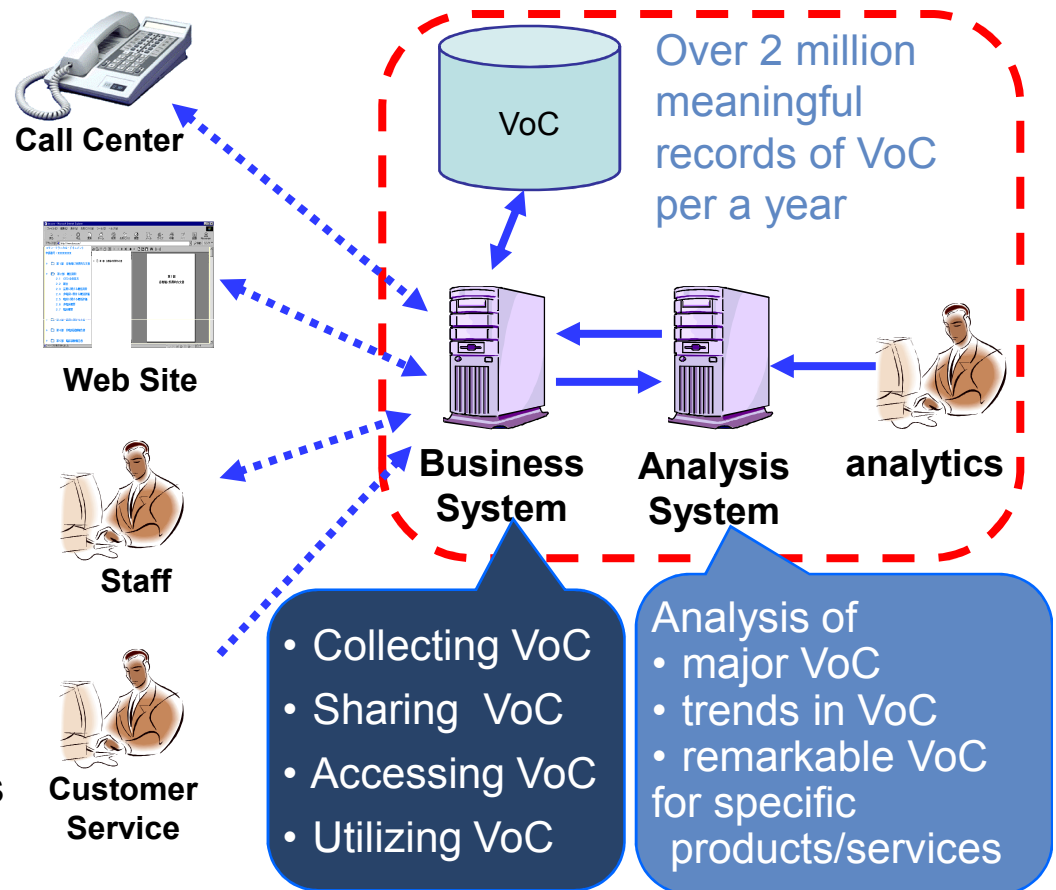 Call Center
VoC
Over 2 million
meaningful
records of VoC
per a year
Web Site
Business
System
Analysis
System
analytics
Staff
s
Customer
Service
• Collecting VoC
• Sharing VoC
• Accessing VoC
• Utilizing VoC
Analysis of
• major VoC
• trends in VoC
• remarkable VoC
for specific
products/services